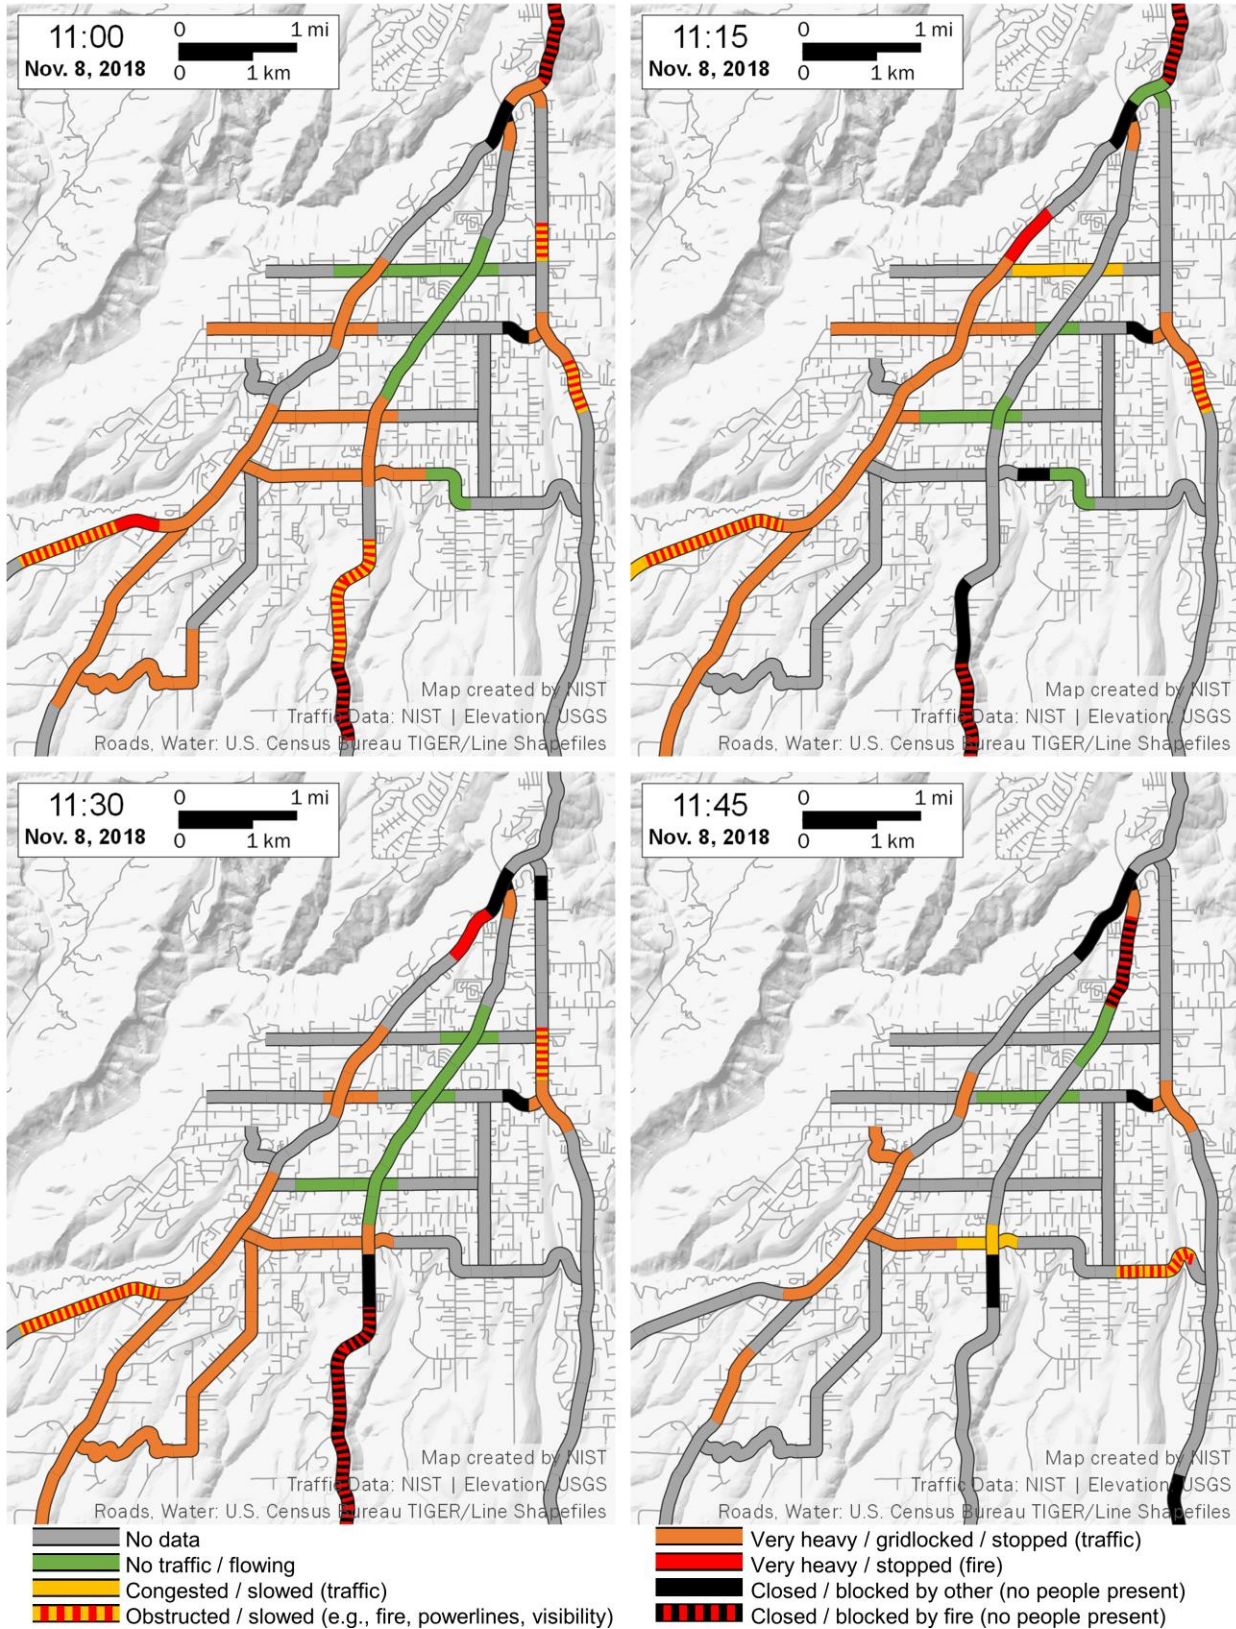 11:00
Nov. 8, 2018
0 1 mi
0 1 km
Map created by NIST
Traffic Data: NIST | Elevation: USGS
Roads, Water: U.S. Census Bureau TIGER/Line Shapefiles
11:15
Nov. 8, 2018
0 1 mi
0 1 km
Map created by NIST
Traffic Data: NIST | Elevation: USGS
Roads, Water: U.S. Census Bureau TIGER/Line Shapefiles
11:30
Nov. 8, 2018
0 1 mi
0 1 km
Map created by NIST
Traffic Data: NIST | Elevation: USGS
Roads, Water: U.S. Census Bureau TIGER/Line Shapefiles
11:45
Nov. 8, 2018
0 1 mi
0 1 km
Map created by NIST
Traffic Data: NIST | Elevation: USGS
Roads, Water: U.S. Census Bureau TIGER/Line Shapefiles
No data
No traffic / flowing
Congested / slowed (traffic)
Obstructed / slowed (e.g., fire, powerlines, visibility)
Very heavy / gridlocked / stopped (traffic)
Very heavy / stopped (fire)
Closed / blocked by other (no people present)
Closed / blocked by fire (no people present)